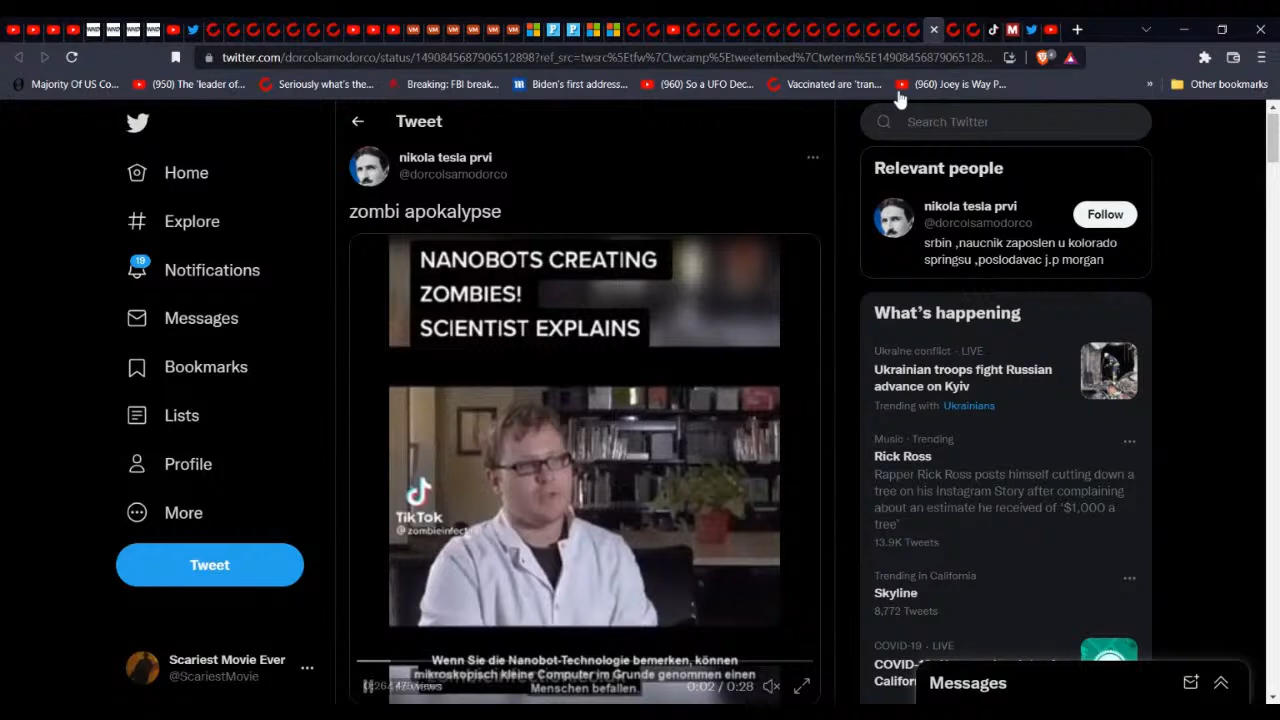 twitter.com/dorcolsamodorco/status/1490845687906512898?ref_src=twsrc%5Etfw%7Ctwcamp%5Etweetembed%7Ctwterm%5E149084568790651289...
Majority Of US Co...
(950) The 'leader of...
Seriously what's the...
Breaking: FBI break...
Biden's first address...
(960) So a UFO Dec...
Vaccinated are 'tran...
(960) Joey is Way P...
»
Other bookmarks
Home
Explore
19
Notifications
Messages
Bookmarks
Lists
Profile
More
Tweet
Scariest Movie Ever
@ScariestMovie
Tweet
nikola tesla prvi
@dorcolsamodorco
zombi apokalypse
NANOBOTS CREATING
ZOMBIES!
SCIENTIST EXPLAINS
TikTok
@zombieinfecti
Wenn Sie die Nanobot-Technologie bemerken, können
mikroskopisch kleine Computer im Grunde genommen einen
Menschen befallen.
views
0:02 / 0:28
Search Twitter
Relevant people
nikola tesla prvi
@dorcolsamodorco
Follow
srbin ,naucnik zaposlen u kolorado
springsu ,poslodavac j.p morgan
What's happening
Ukraine conflict · LIVE
Ukrainian troops fight Russian
advance on Kyiv
Trending with Ukrainians
Music · Trending
Rick Ross
Rapper Rick Ross posts himself cutting down a
tree on his Instagram Story after complaining
about an estimate he received of '$1,000 a
tree'
13.9K Tweets
Trending in California
Skyline
8,772 Tweets
COVID-19 · LIVE
Messages